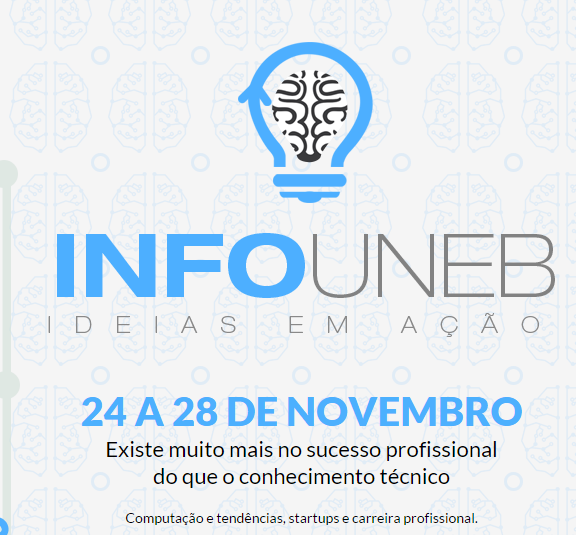 INFOUNEB
IDEIAS EM AÇÃO
24 A 28 DE NOVEMBRO
Existe muito mais no sucesso profissional
do que o conhecimento técnico
Computação e tendências, startups e carreira profissional.